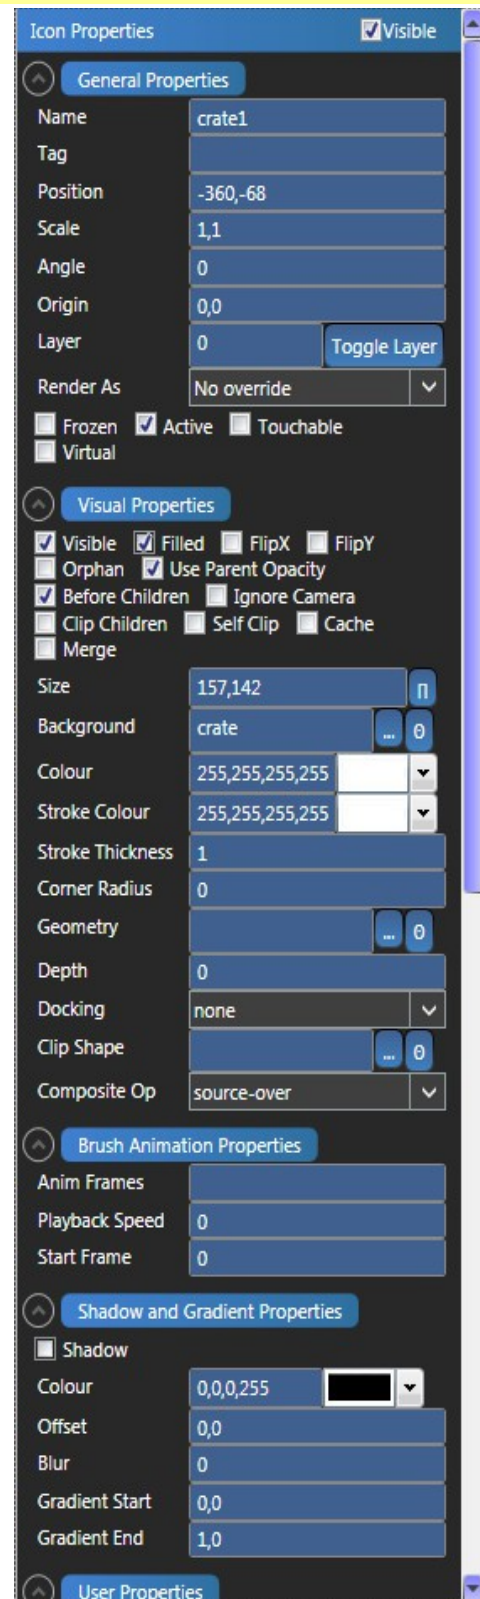 Icon Properties Visible
General Properties
Name crate1
Tag
Position -360,-68
Scale 1,1
Angle 0
Origin 0,0
Layer 0 Toggle Layer
Render As No override
Frozen Active Touchable
Virtual
Visual Properties
Visible Filled FlipX FlipY
Orphan Use Parent Opacity
Before Children Ignore Camera
Clip Children Self Clip Cache
Merge
Size 157,142 Π
Background crate ... Θ
Colour 255,255,255,255
Stroke Colour 255,255,255,255
Stroke Thickness 1
Corner Radius 0
Geometry ... Θ
Depth 0
Docking none
Clip Shape ... Θ
Composite Op source-over
Brush Animation Properties
Anim Frames
Playback Speed 0
Start Frame 0
Shadow and Gradient Properties
Shadow
Colour 0,0,0,255
Offset 0,0
Blur 0
Gradient Start 0,0
Gradient End 1,0
User Properties